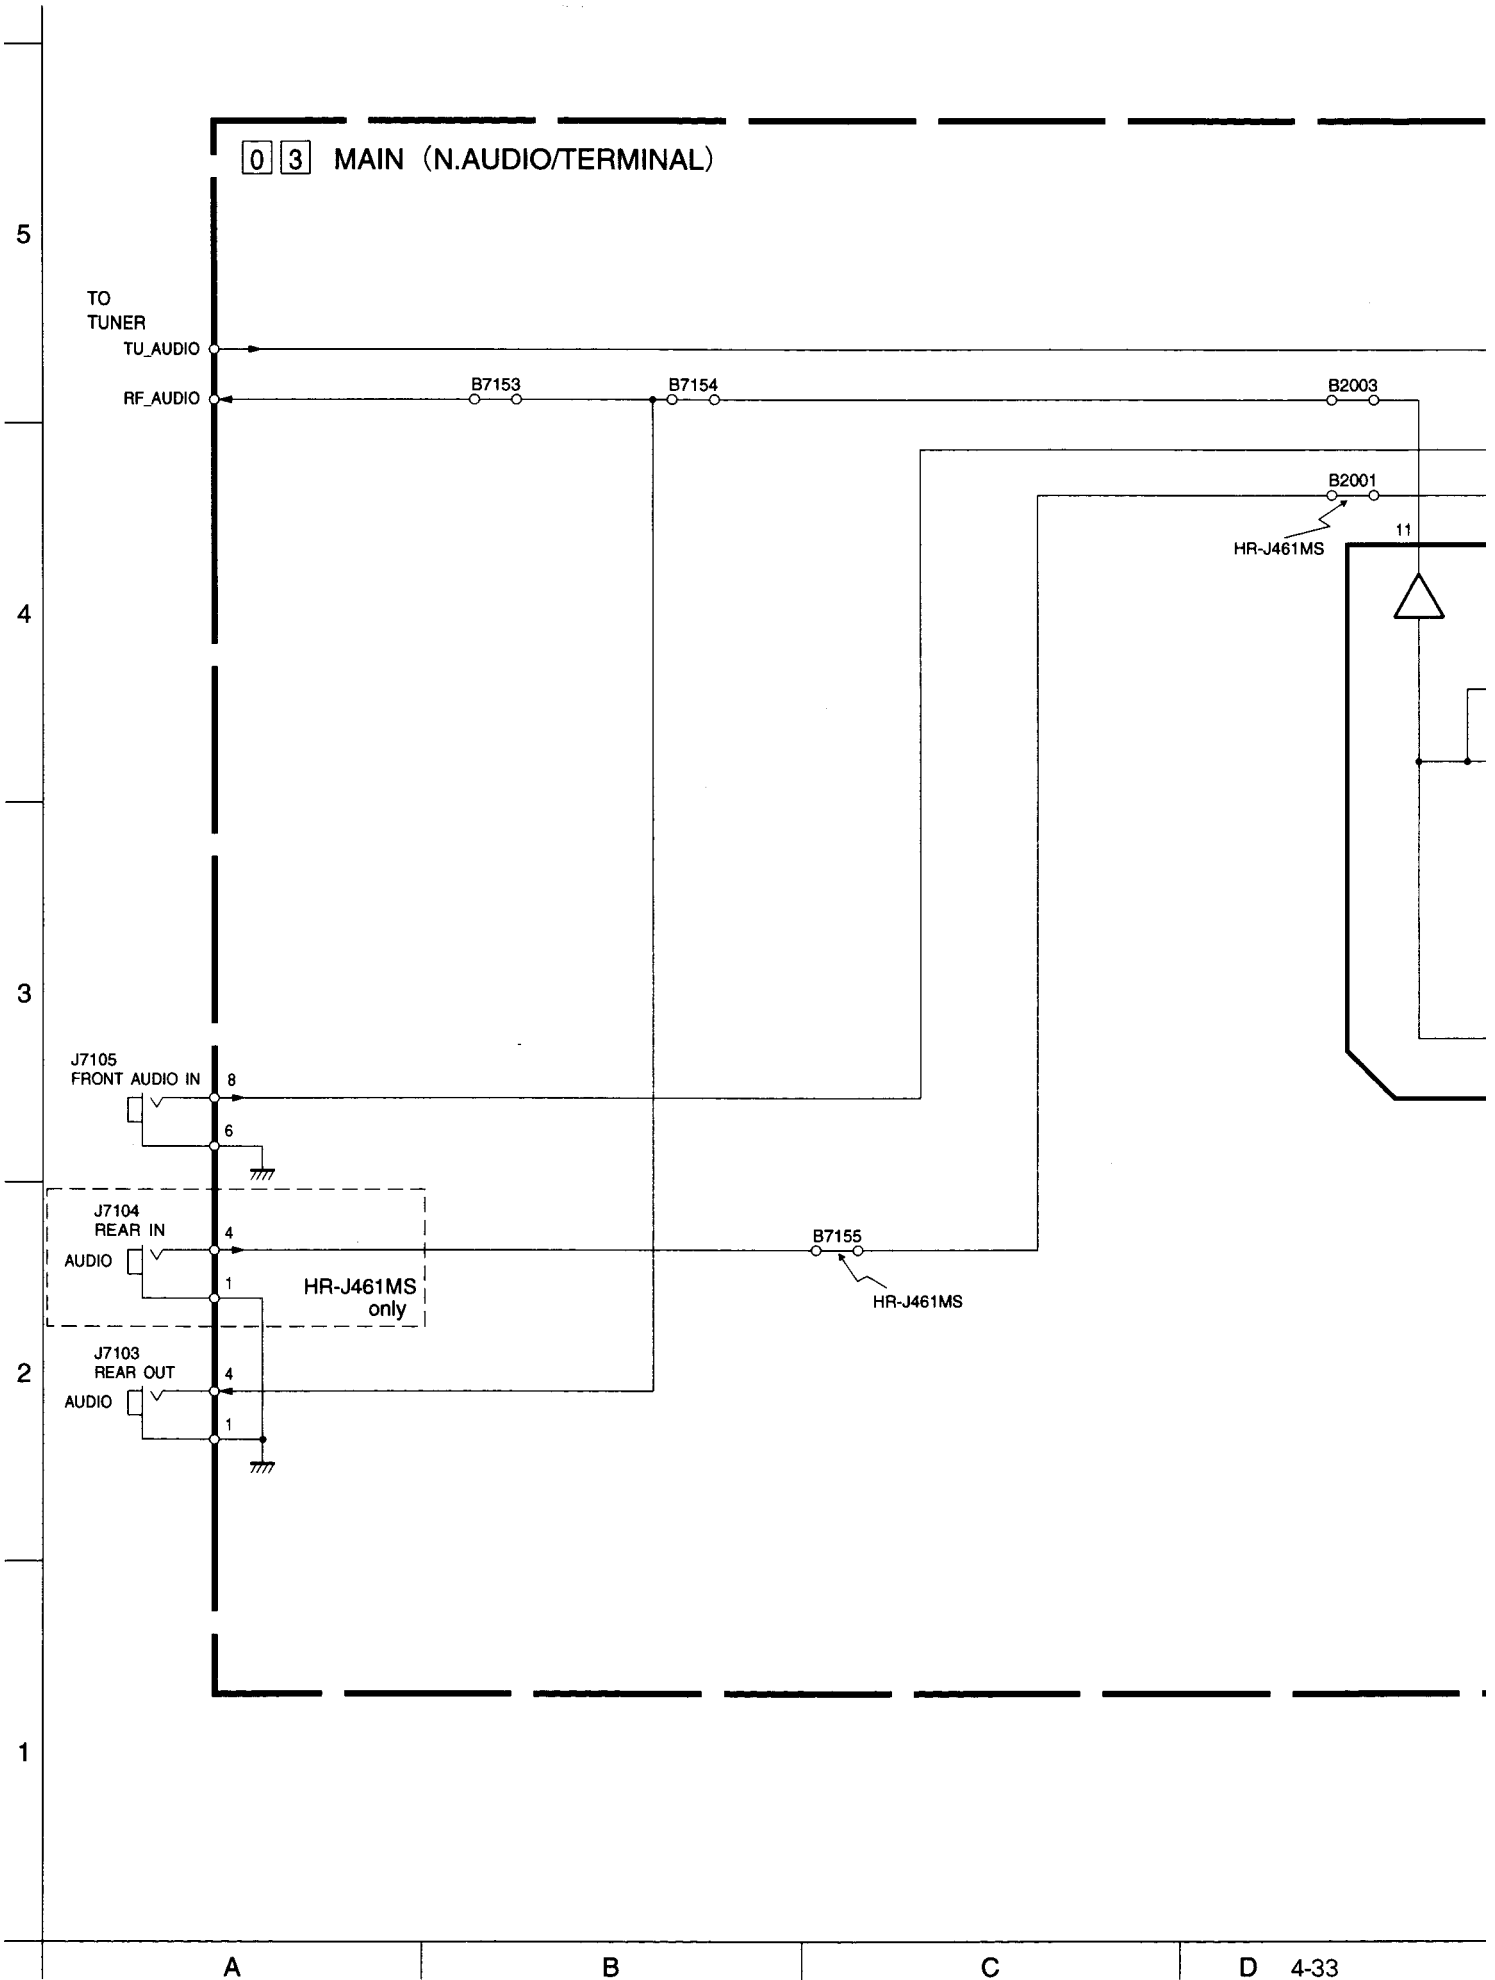 0 3 MAIN (N.AUDIO/TERMINAL)
5
TO
TUNER
TU_AUDIO
RF_AUDIO
B7153
B7154
B2003
B2001
HR-J461MS
11
4
3
J7105
FRONT AUDIO IN
8
6
J7104
REAR IN
AUDIO
4
1
HR-J461MS
only
B7155
HR-J461MS
2
J7103
REAR OUT
AUDIO
4
1
1
A
B
C
D
4-33